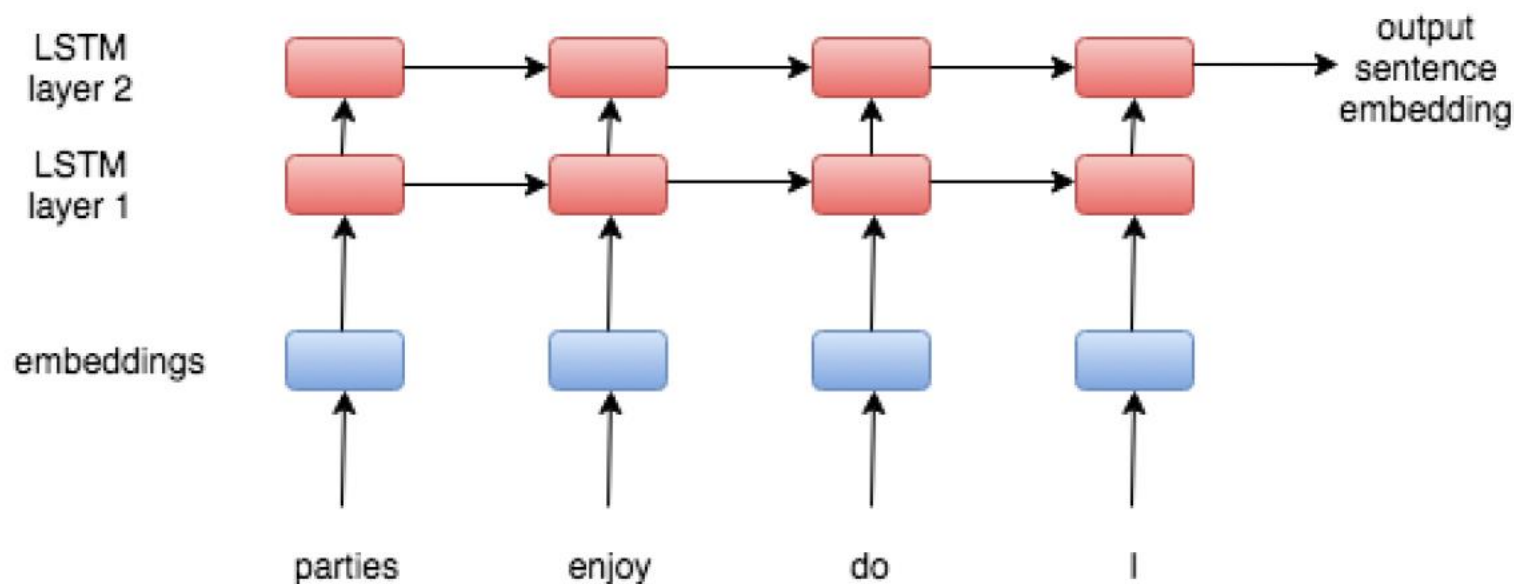 LSTM
layer 2
output
sentence
embedding
LSTM
layer 1
embeddings
parties enjoy do I